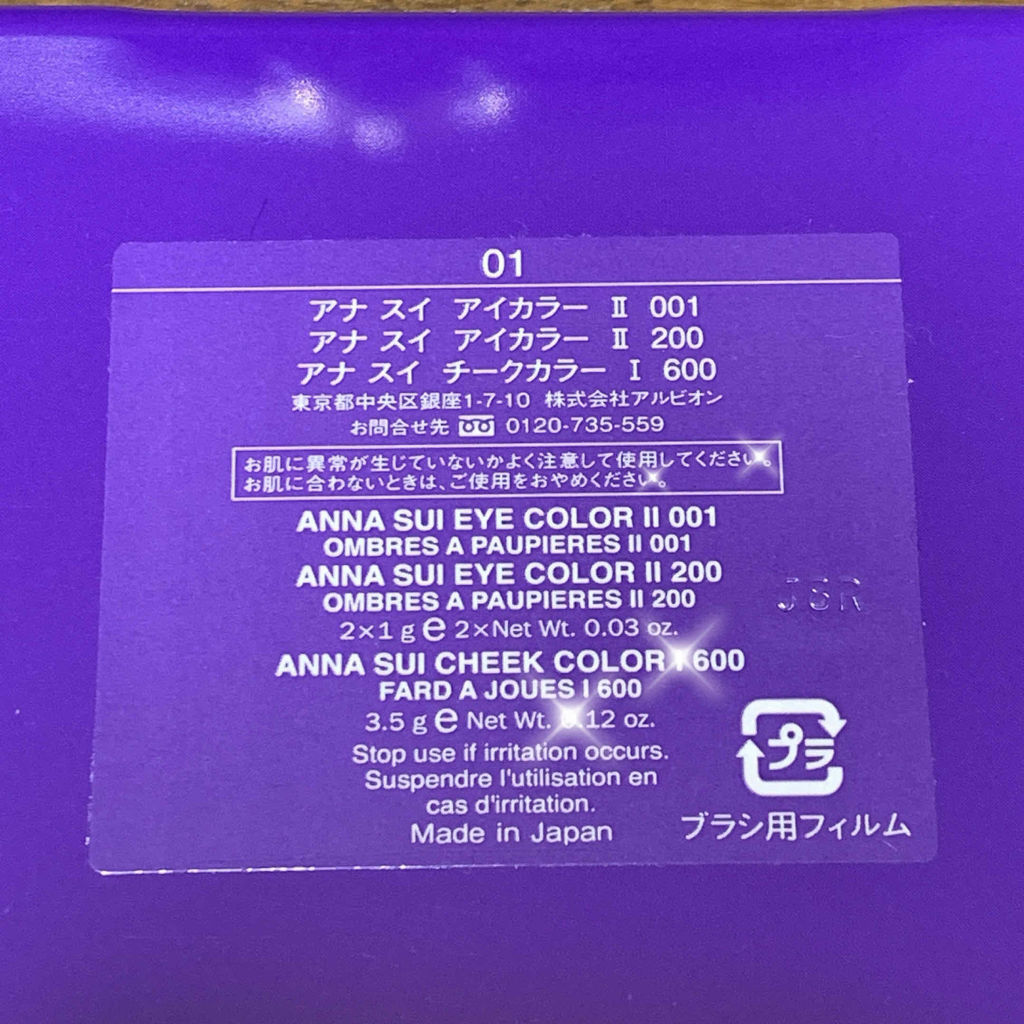 01
アナ スイ アイカラー Ⅱ 001
アナ スイ アイカラー Ⅱ 200
アナ スイ チークカラー Ⅰ 600
東京都中央区銀座1-7-10 株式会社アルビオン
お問合せ先 0120-735-559
お肌に異常が生じていないかよく注意して使用してください。
お肌に合わないときは、ご使用をおやめください。
ANNA SUI EYE COLOR II 001
OMBRES A PAUPIERES II 001
ANNA SUI EYE COLOR II 200
OMBRES A PAUPIERES II 200
2×1 g e 2×Net Wt. 0.03 oz.
ANNA SUI CHEEK COLOR I 600
FARD A JOUES I 600
3.5 g e Net Wt. 0.12 oz.
Stop use if irritation occurs.
Suspendre l'utilisation en
cas d'irritation.
Made in Japan
プラ
ブラシ用フィルム